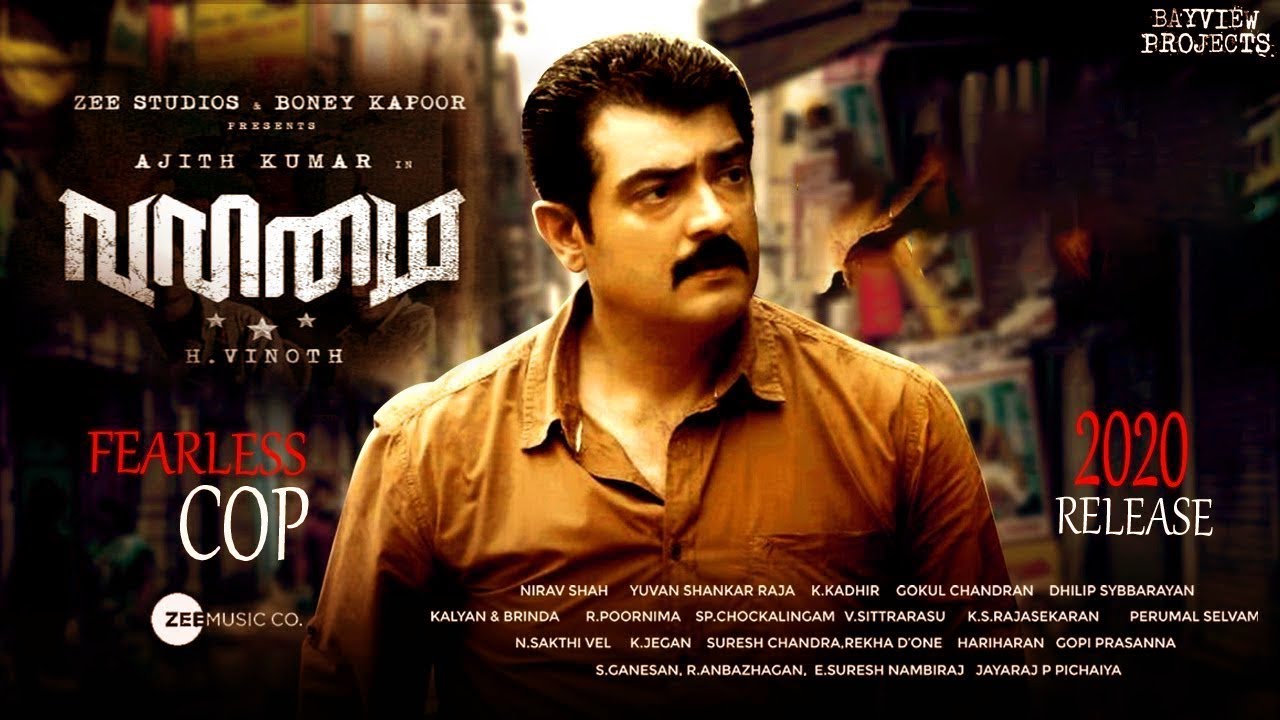 BAYVIEW
PROJECTS
ZEE STUDIOS & BONEY KAPOOR
PRESENTS
AJITH KUMAR IN
H.VINOTH
FEARLESS
COP
2020
RELEASE
ZEE MUSIC CO.
NIRAV SHAH YUVAN SHANKAR RAJA K.KADHIR GOKUL CHANDRAN DHILIP SYBBARAYAN
KALYAN & BRINDA R.POORNIMA SP.CHOCKALINGAM V.SITTRARASU K.S.RAJASEKARAN PERUMAL SELVAM
N.SAKTHI VEL K.JEGAN SURESH CHANDRA,REKHA D'ONE HARIHARAN GOPI PRASANNA
S.GANESAN, R.ANBAZHAGAN, E.SURESH NAMBIRAJ JAYARAJ P PICHAIYA